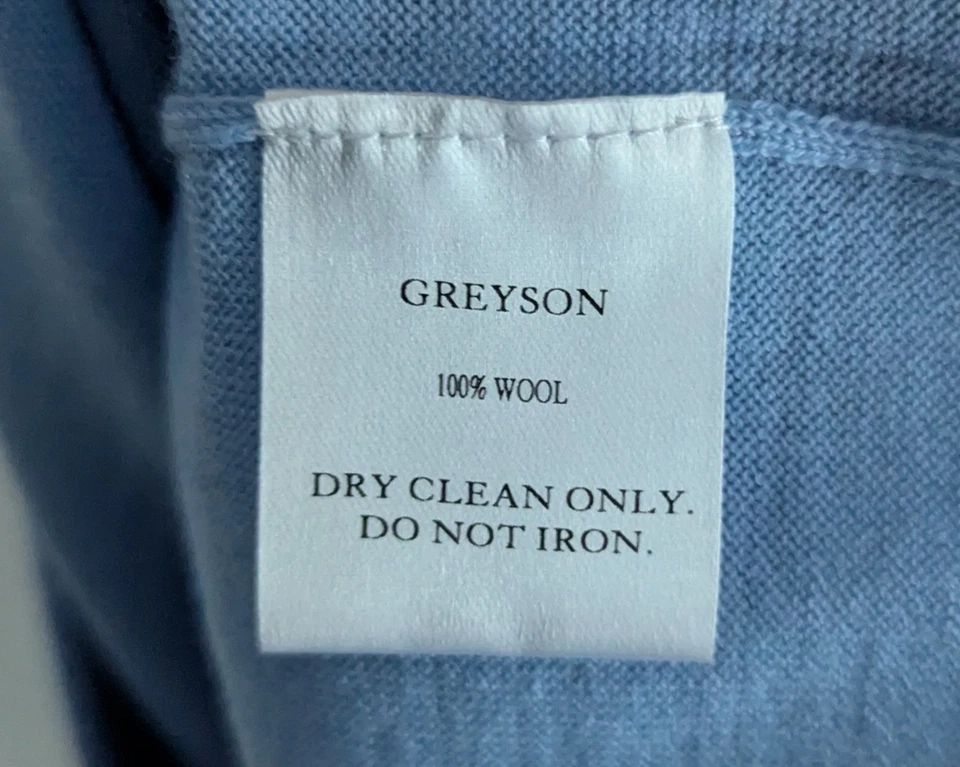 GREYSON
100% WOOL
DRY CLEAN ONLY.
DO NOT IRON.